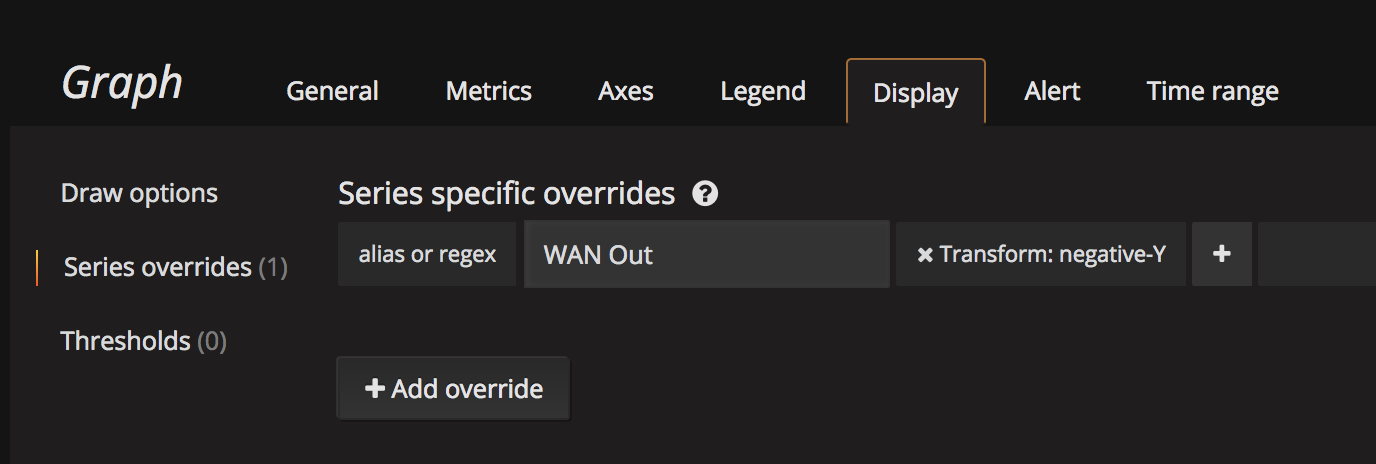 Graph General Metrics Axes Legend Display Alert Time range
Draw options
Series specific overrides ?
alias or regex WAN Out × Transform: negative-Y +
Series overrides (1)
Thresholds (0)
+ Add override